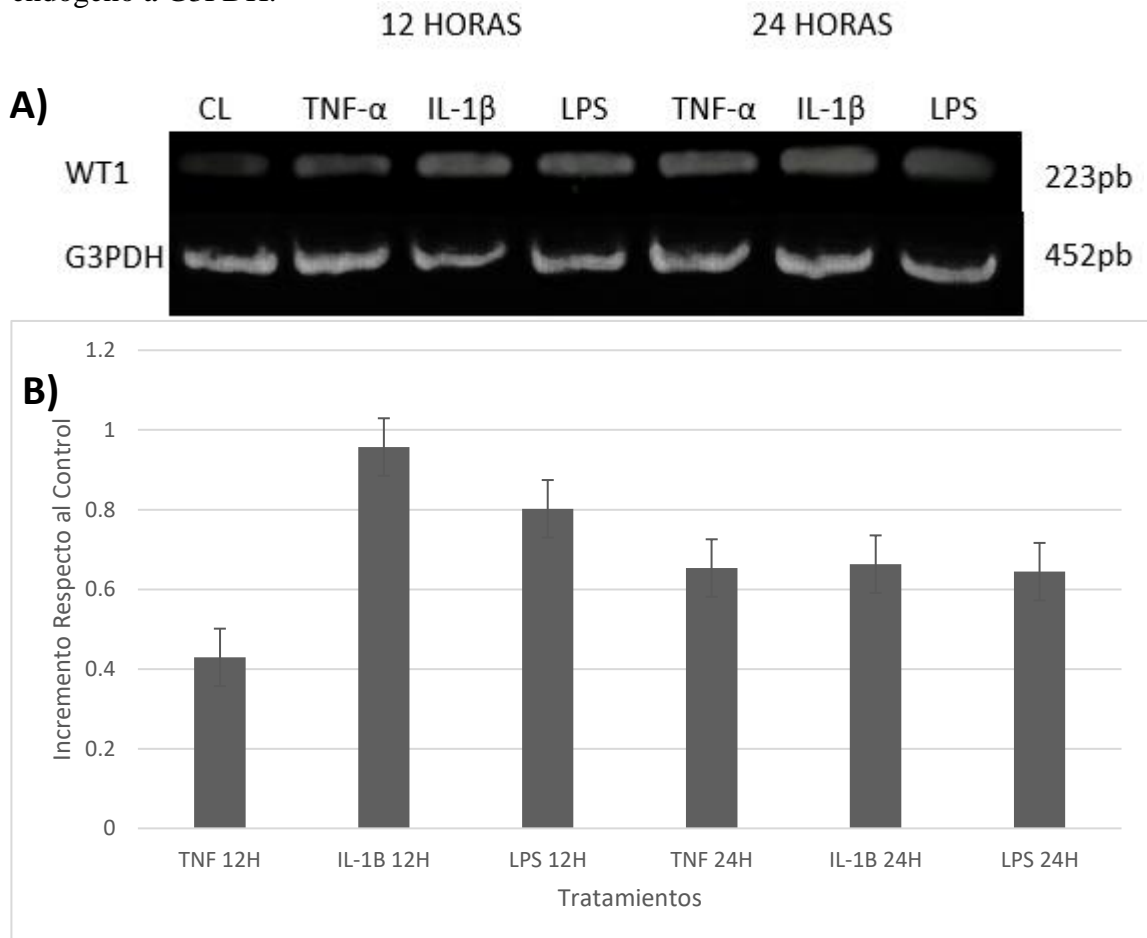 endógeno a G3PDH.
12 HORAS 24 HORAS
A) CL TNF-α IL-1β LPS TNF-α IL-1β LPS
WT1 223pb
G3PDH 452pb
B)
Incremento Respecto al Control
1.2
1
0.8
0.6
0.4
0.2
0
TNF 12H IL-1B 12H LPS 12H TNF 24H IL-1B 24H LPS 24H
Tratamientos